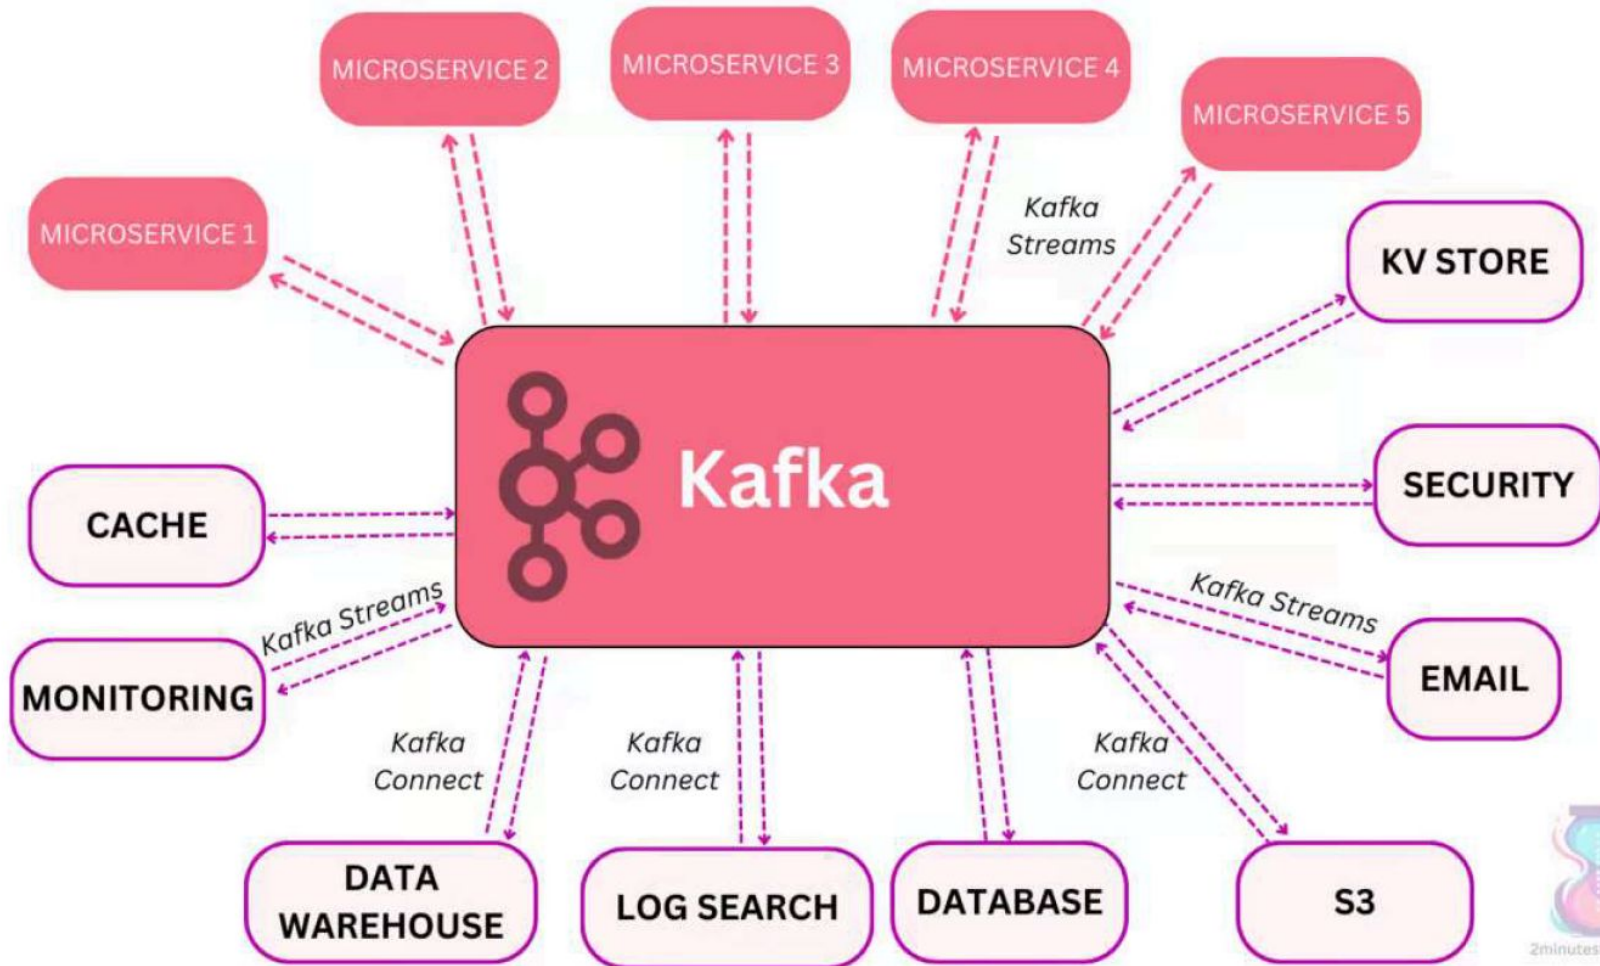 MICROSERVICE 2
MICROSERVICE 3
MICROSERVICE 4
MICROSERVICE 5
MICROSERVICE 1
Kafka
Streams
KV STORE
Kafka
SECURITY
CACHE
Kafka Streams
Kafka Streams
MONITORING
EMAIL
Kafka
Connect
Kafka
Connect
Kafka
Connect
DATA
WAREHOUSE
LOG SEARCH
DATABASE
S3